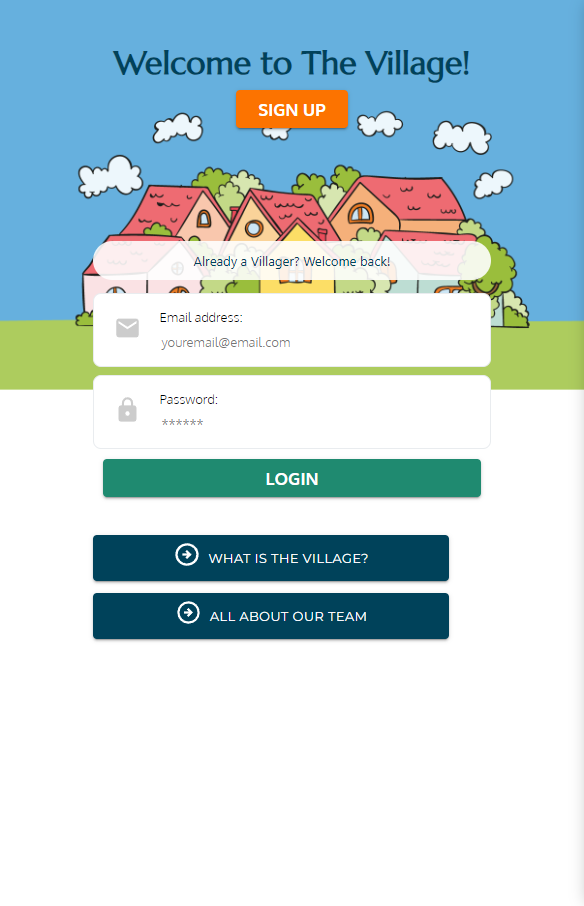 Welcome to The Village!
SIGN UP
Already a Villager? Welcome back!
Email address:
youremail@email.com
Password:
******
LOGIN
WHAT IS THE VILLAGE?
ALL ABOUT OUR TEAM